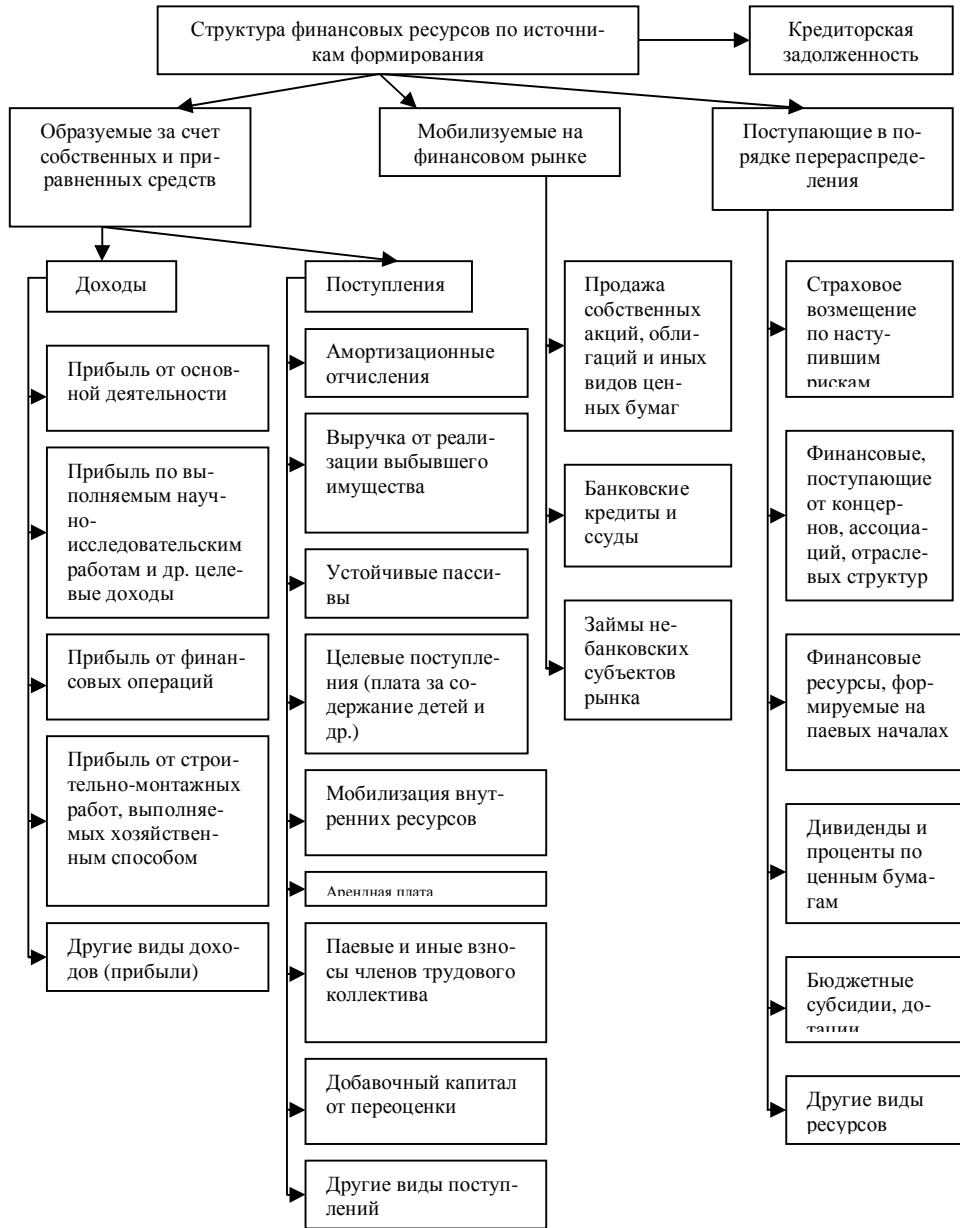 Структура финансовых ресурсов по источни-
кам формирования
Кредиторская
задолженность
Образуемые за счет
собственных и при-
равненных средств
Мобилизуемые на
финансовом рынке
Поступающие в по-
рядке перераспреде-
ления
Доходы
Прибыль от основ-
ной деятельности
Прибыль по вы-
полняемым науч-
но-
исследовательским
работам и др. целе-
вые доходы
Прибыль от финан-
совых операций
Прибыль от строи-
тельно-монтажных
работ, выполняе-
мых хозяйствен-
ным способом
Другие виды дохо-
дов (прибыли)
Поступления
Амортизационные
отчисления
Выручка от реали-
зации выбывшего
имущества
Устойчивые пасси-
вы
Целевые поступле-
ния (плата за со-
держание детей и
др.)
Мобилизация внут-
ренних ресурсов
Арендная плата
Паевые и иные взно-
сы членов трудового
коллектива
Добавочный капитал
от переоценки
Другие виды поступ-
лений
Продажа
собственных
акций, обли-
гаций и иных
видов цен-
ных бумаг
Банковские
кредиты и
ссуды
Займы не-
банковских
субъектов
рынка
Страховое
возмещение
по насту-
пившим
рискам
Финансовые,
поступающие
от концер-
нов, ассоциа-
ций, отрасле-
вых структур
Финансовые
ресурсы, фор-
мируемые на
паевых началах
Дивиденды и
проценты по
ценным бума-
гам
Бюджетные
субсидии, до-
тации
Другие виды
ресурсов